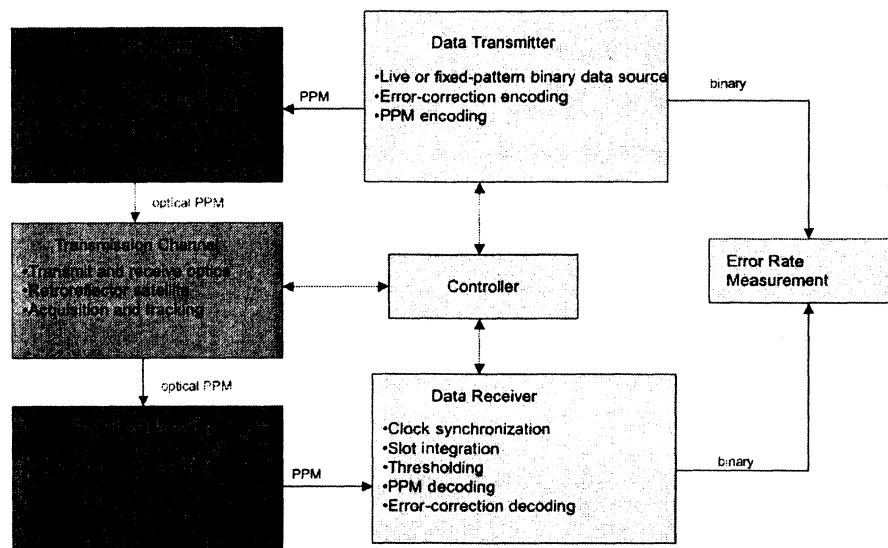 Data Transmitter
•Live or fixed-pattern binary data source
•Error-correction encoding
•PPM encoding
PPM
binary
optical PPM
Transmission Channel
•Transmit and receive optics
•Retroreflector satellite
•Acquisition and tracking
Controller
Error Rate
Measurement
optical PPM
Data Receiver
•Clock synchronization
•Slot integration
•Thresholding
•PPM decoding
•Error-correction decoding
PPM
binary